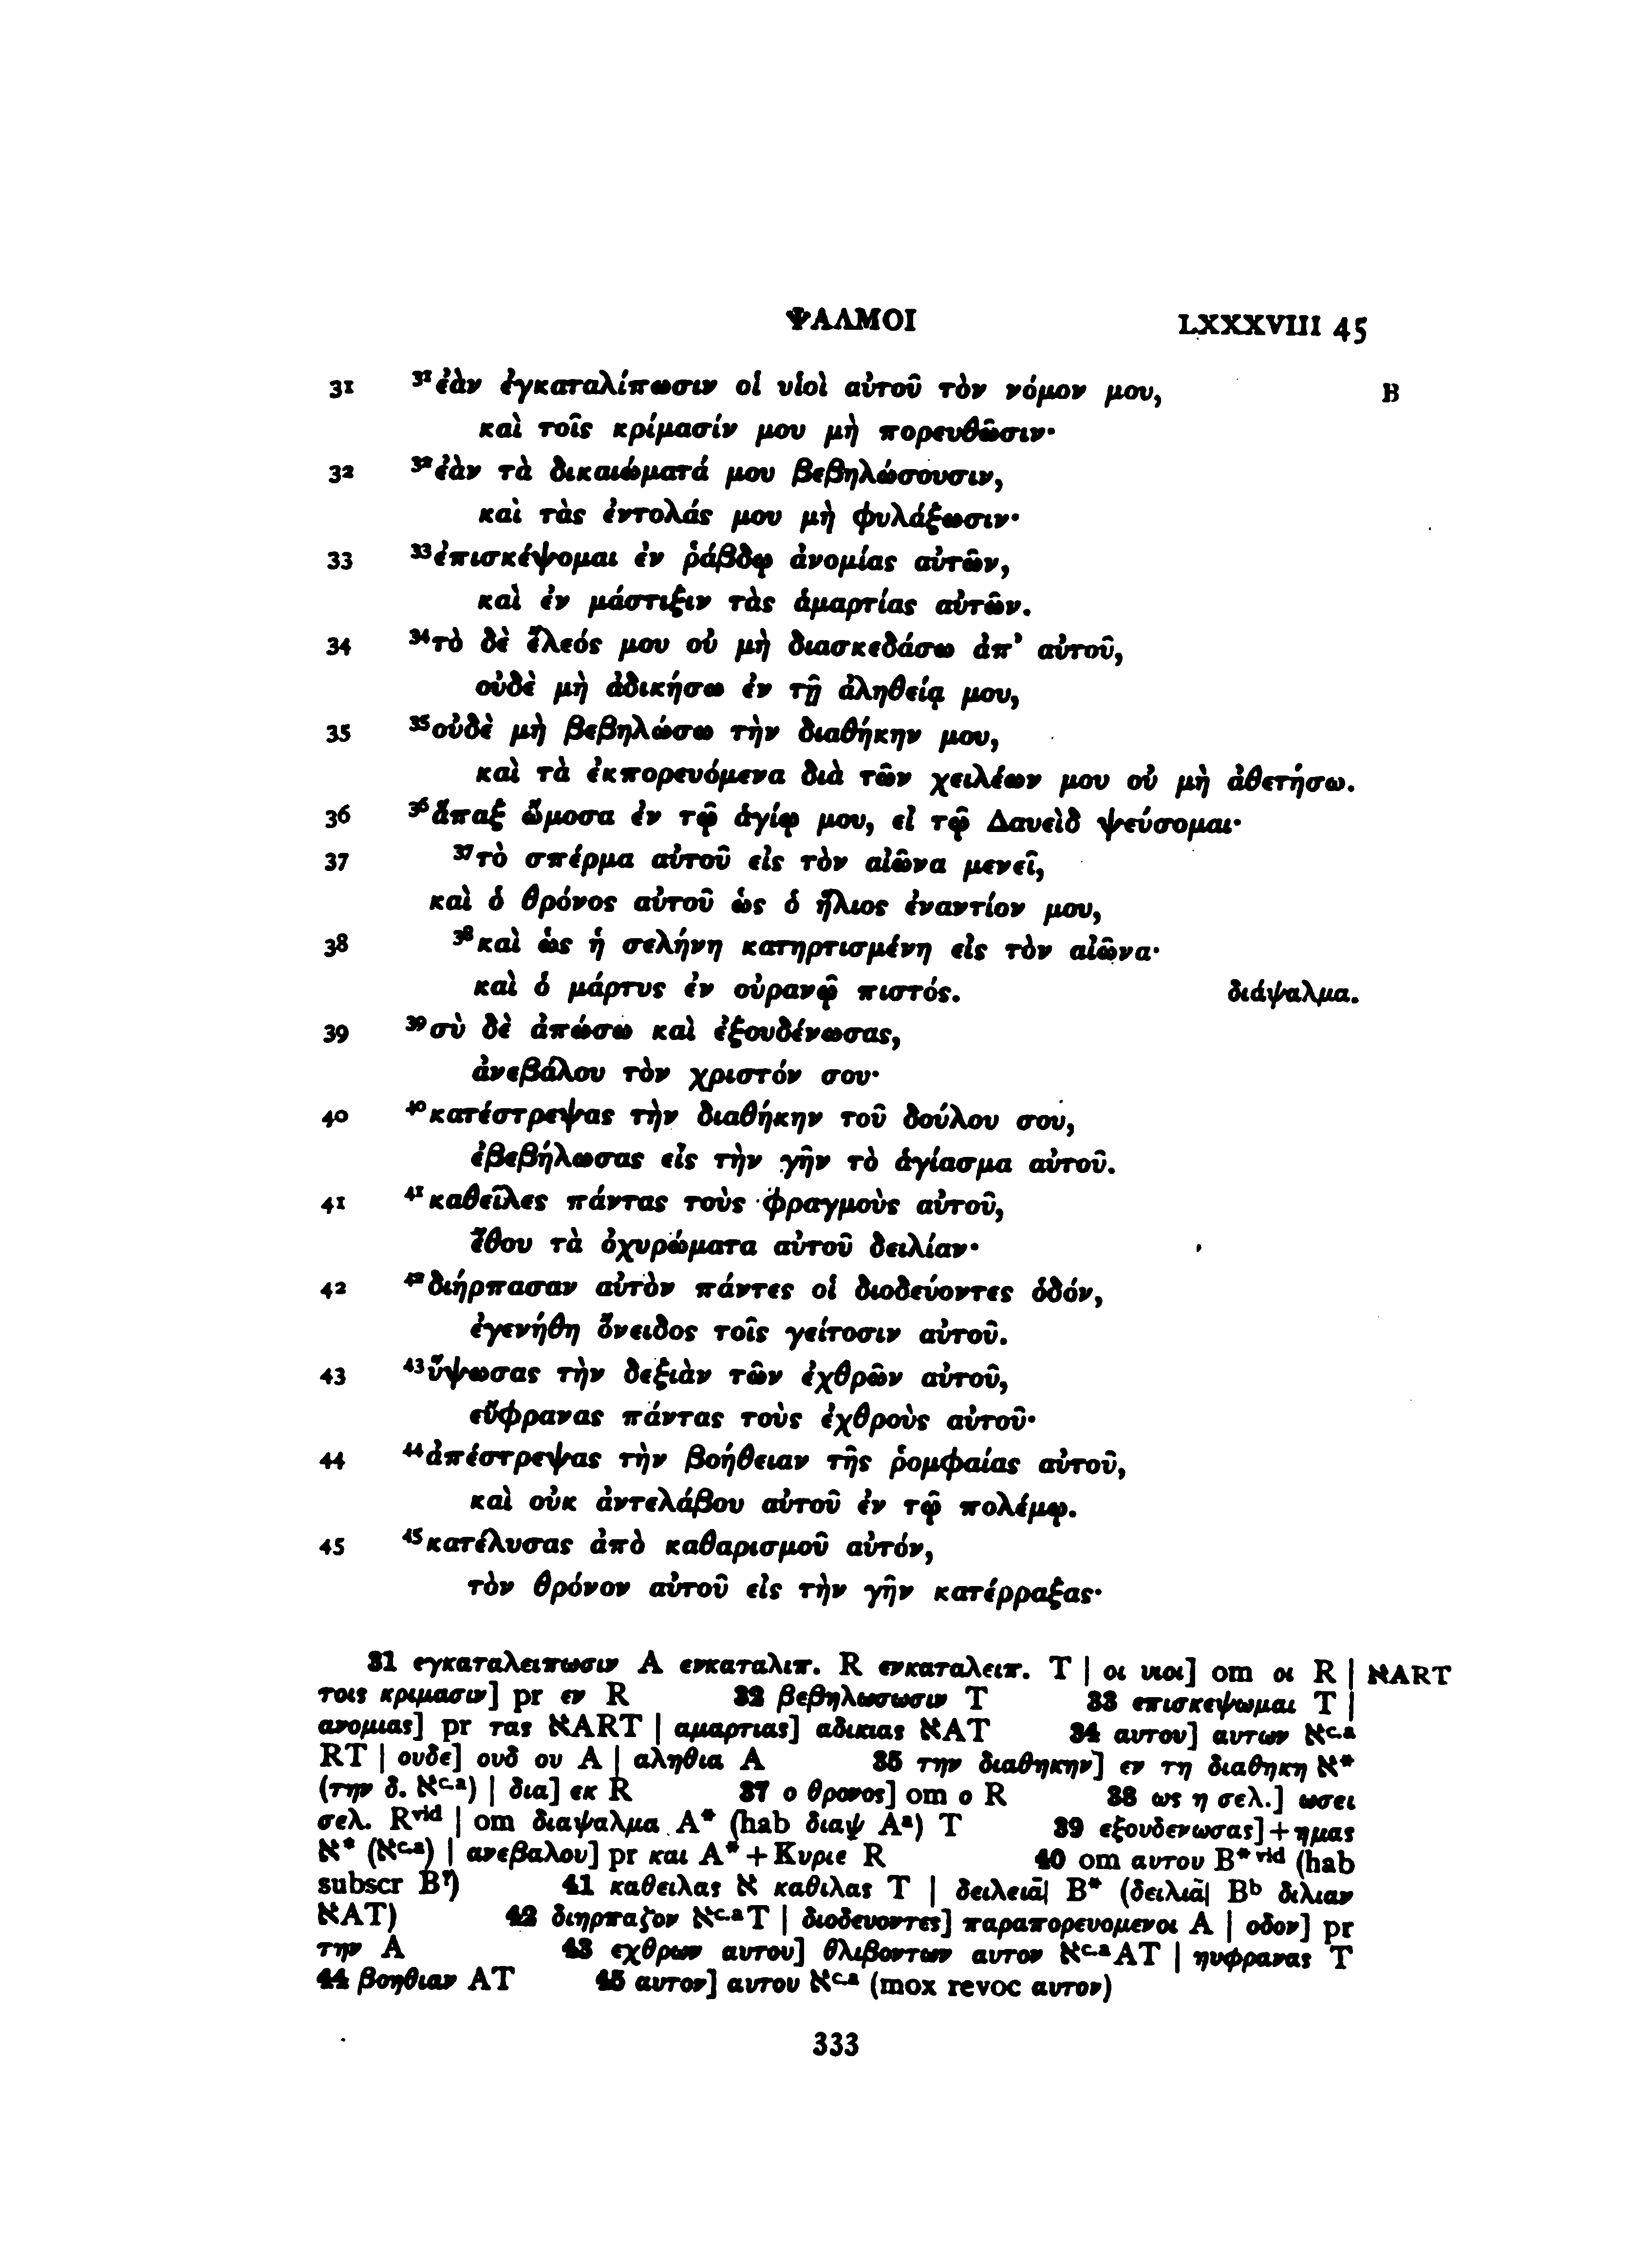 ΨΑΛΜΟΙ LXXXVIII 45
31 ³¹ἐὰν ἐγκαταλίπωσιν οἱ υἱοὶ αὐτοῦ τὸν νόμον μου, B
καὶ τοῖς κρίμασίν μου μὴ πορευθῶσιν·
32 ³²ἐὰν τὰ δικαιώματά μου βεβηλώσουσιν,
καὶ τὰς ἐντολάς μου μὴ φυλάξωσιν·
33 ³³ἐπισκέψομαι ἐν ῥάβδῳ ἀνομίας αὐτῶν,
καὶ ἐν μάστιξιν τὰς ἁμαρτίας αὐτῶν.
34 ³⁴τὸ δὲ ἔλεός μου οὐ μὴ διασκεδάσω ἀπ’ αὐτοῦ,
οὐδὲ μὴ ἀδικήσω ἐν τῇ ἀληθείᾳ μου,
35 ³⁵οὐδὲ μὴ βεβηλώσω τὴν διαθήκην μου,
καὶ τὰ ἐκπορευόμενα διὰ τῶν χειλέων μου οὐ μὴ ἀθετήσω.
36 ³⁶ἅπαξ ὤμοσα ἐν τῷ ἁγίῳ μου, εἰ τῷ Δαυεὶδ ψεύσομαι·
37 ³⁷τὸ σπέρμα αὐτοῦ εἰς τὸν αἰῶνα μενεῖ,
καὶ ὁ θρόνος αὐτοῦ ὡς ὁ ἥλιος ἐναντίον μου,
38 ³⁸καὶ ὡς ἡ σελήνη κατηρτισμένη εἰς τὸν αἰῶνα·
καὶ ὁ μάρτυς ἐν οὐρανῷ πιστός. διάψαλμα.
39 ³⁹σὺ δὲ ἀπώσω καὶ ἐξουδένωσας,
ἀνεβάλου τὸν χριστόν σου·
40 ⁴⁰κατέστρεψας τὴν διαθήκην τοῦ δούλου σου,
ἐβεβήλωσας εἰς τὴν γῆν τὸ ἁγίασμα αὐτοῦ.
41 ⁴¹καθεῖλες πάντας τοὺς φραγμοὺς αὐτοῦ,
ἔθου τὰ ὀχυρώματα αὐτοῦ δειλίαν·
42 ⁴²διήρπασαν αὐτὸν πάντες οἱ διοδεύοντες ὁδόν,
ἐγενήθη ὄνειδος τοῖς γείτοσιν αὐτοῦ.
43 ⁴³ὕψωσας τὴν δεξιὰν τῶν ἐχθρῶν αὐτοῦ,
εὔφρανας πάντας τοὺς ἐχθροὺς αὐτοῦ·
44 ⁴⁴ἀπέστρεψας τὴν βοήθειαν τῆς ῥομφαίας αὐτοῦ,
καὶ οὐκ ἀντελάβου αὐτοῦ ἐν τῷ πολέμῳ.
45 ⁴⁵κατέλυσας ἀπὸ καθαρισμοῦ αὐτόν,
τὸν θρόνον αὐτοῦ εἰς τὴν γῆν κατέρραξας·
31 εγκαταλειπωσιν A ενκαταλιπ. R ενκαταλειπ. T | οι υιοι] om οι R | אART
τοις κριμασιν] pr εν R 32 βεβηλωσωσιν T 33 επισκεψωμαι T |
ανομιας] pr τας אART | αμαρτιας] αδικιας אAT 34 αυτου] αυτων אᶜ·ᵃ
RT | ουδε] ουδ ου A | αληθια A 35 την διαθηκην] εν τη διαθηκη א*
(την δ. אᶜ·ᵃ) | δια] εκ R 37 ο θρονος] om ο R 38 ως η σελ.] ωσει
σελ. Rᵛⁱᵈ | om διαψαλμα A* (hab διαψ Aᵃ) T 39 εξουδενωσας]+ημας
א* (אᶜ·ᵃ) | ανεβαλου] pr και A*+Κυριε R 40 om αυτου B*ᵛⁱᵈ (hab
subscr B?) 41 καθειλας א καθιλας T | δειλειᾱ| B* (δειλιᾱ| Bᵇ διλιαν
אAT) 42 διηρπαζον אᶜ·ᵃT | διοδευοντες] παραπορευομενοι A | οδον] pr
την A 43 εχθρων αυτου] θλιβοντων αυτον אᶜ·ᵃAT | ηυφρανας T
44 βοηθιαν AT 45 αυτον] αυτου אᶜ·ᵃ (mox revoc αυτον)
333